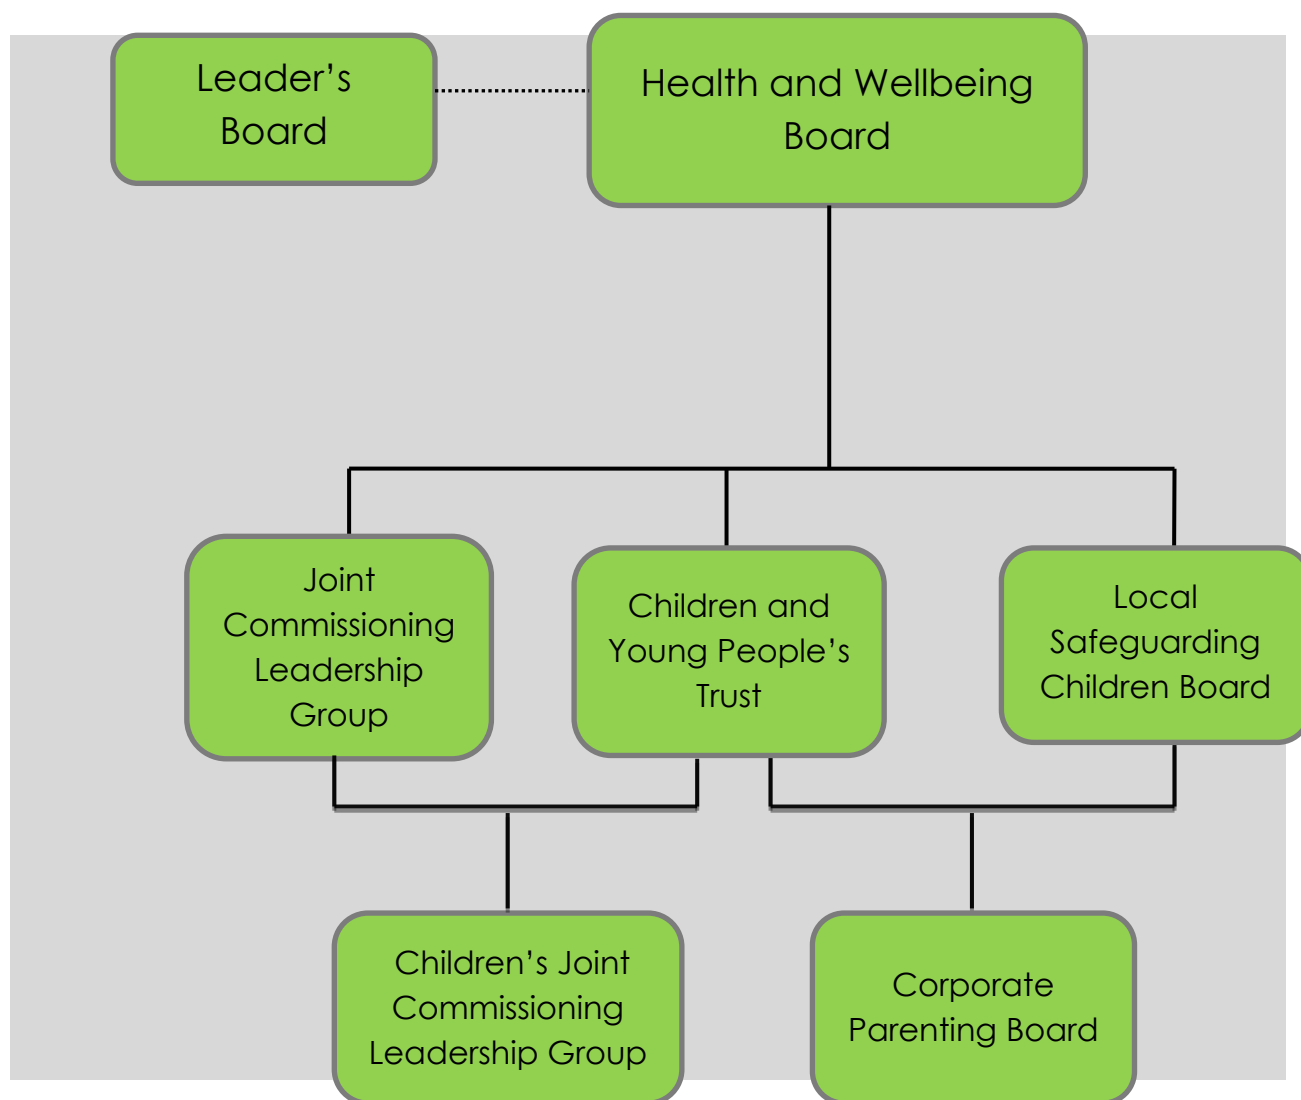 Leader’s
Board
Health and Wellbeing
Board
Joint
Commissioning
Leadership
Group
Children and
Young People’s
Trust
Local
Safeguarding
Children Board
Children’s Joint
Commissioning
Leadership Group
Corporate
Parenting Board